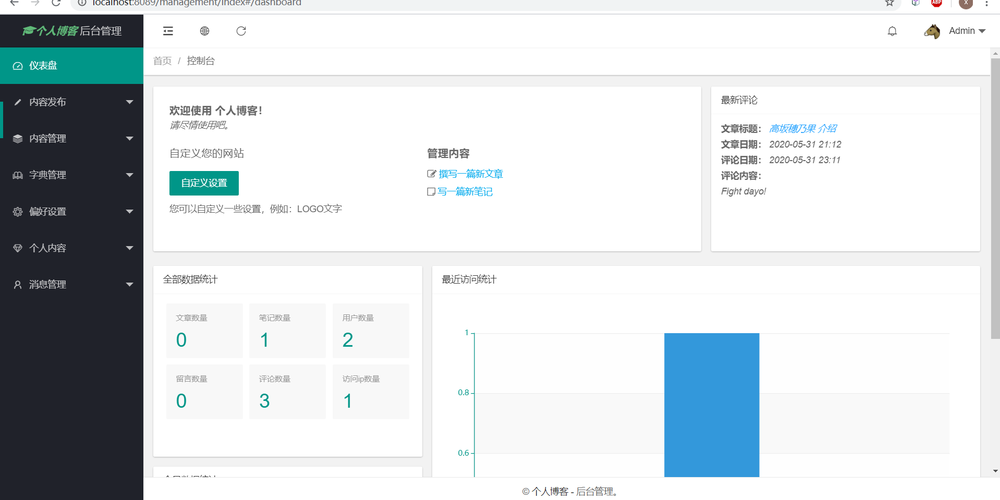 localhost:8089/management/index#/dashboard
ABP
X
个人博客 后台管理
Admin
仪表盘
内容发布
内容管理
字典管理
偏好设置
个人内容
消息管理
首页 / 控制台
欢迎使用 个人博客！
请尽情使用吧。
自定义您的网站
自定义设置
您可以自定义一些设置，例如：LOGO文字
管理内容
撰写一篇新文章
写一篇新笔记
最新评论
文章标题： 高坂穗乃果 介绍
文章日期： 2020-05-31 21:12
评论日期： 2020-05-31 23:11
评论内容：
Fight dayo!
全部数据统计
文章数量
0
笔记数量
1
用户数量
2
留言数量
0
评论数量
3
访问ip数量
1
最近访问统计
1
0.8
0.6
© 个人博客 - 后台管理。